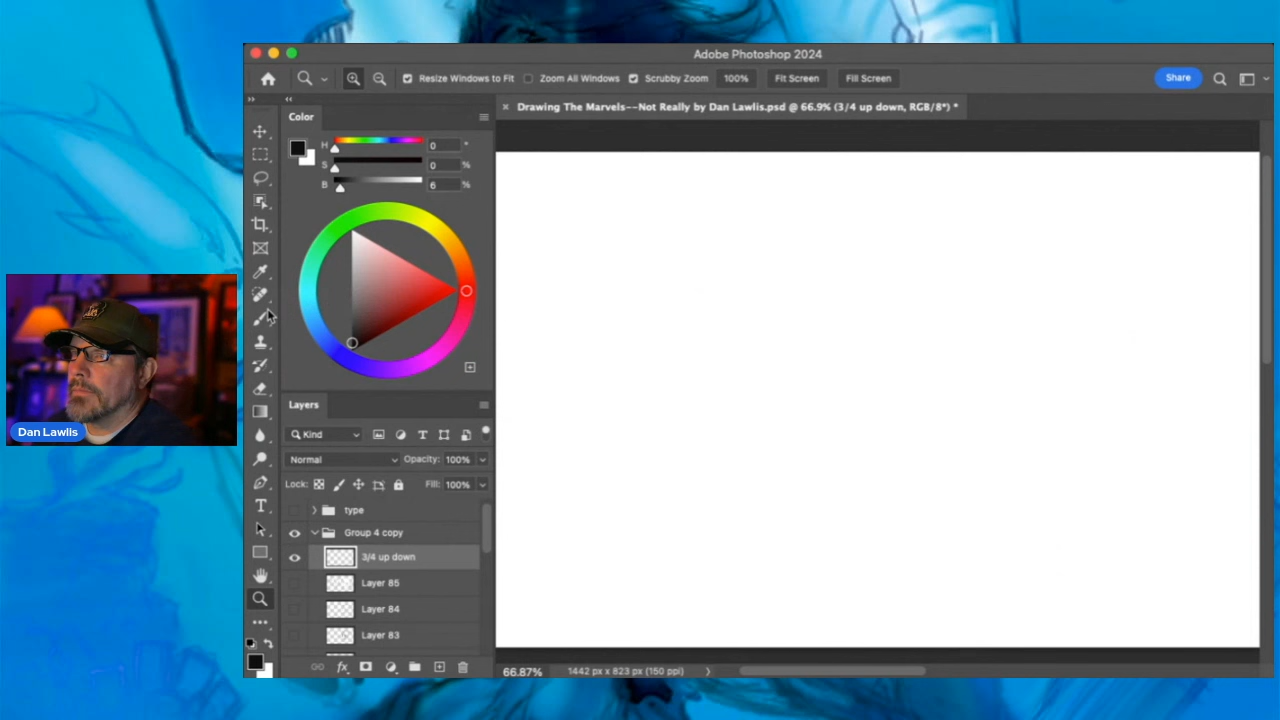 Adobe Photoshop 2024
Resize Windows to Fit Zoom All Windows Scrubby Zoom 100% Fit Screen Fill Screen Share
Color
Drawing The Marvels--Not Really by Dan Lawlis.psd @ 66.9% (3/4 up down, RGB/8*) *
H 0 °
S 0 %
B 6 %
Dan Lawlis
Layers
Kind
Normal Opacity: 100%
Lock: Fill: 100%
type
Group 4 copy
3/4 up down
Layer 85
Layer 84
Layer 83
66.87% 1442 px x 823 px (150 ppi)